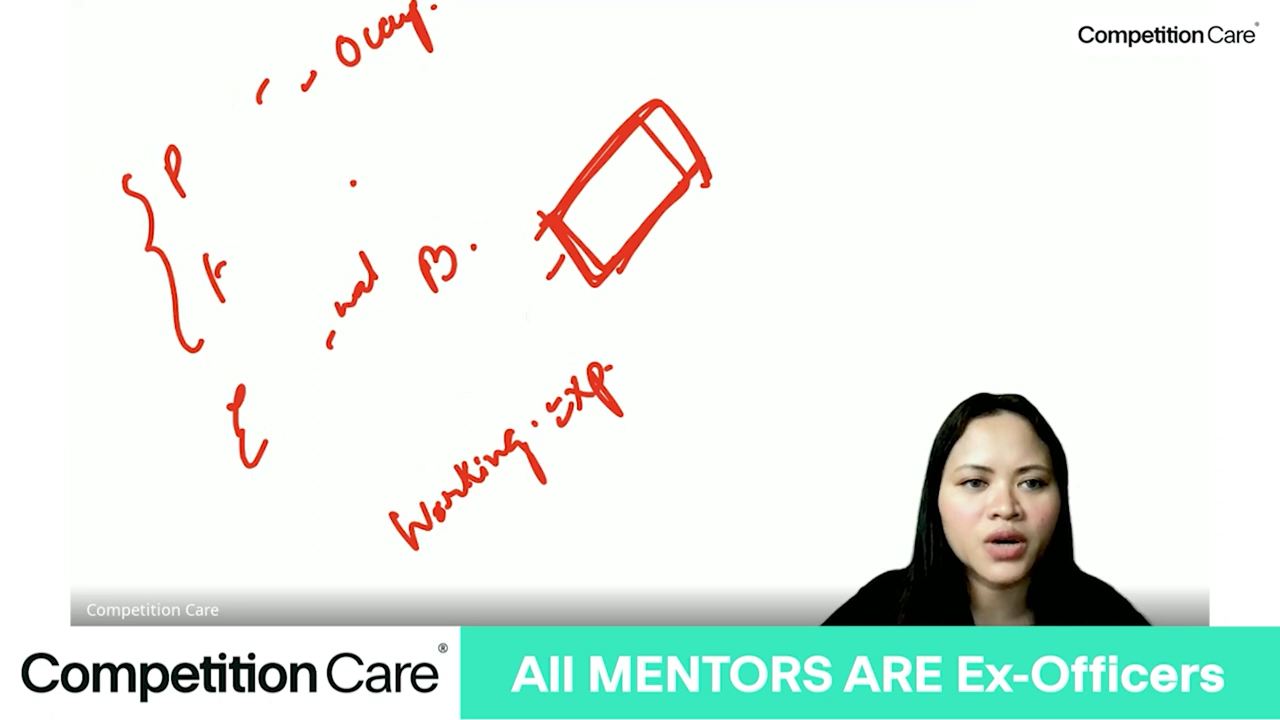 Competition Care®
Occup.
P
B.
Working. Exp.
Competition Care
Competition Care®
All MENTORS ARE Ex-Officers